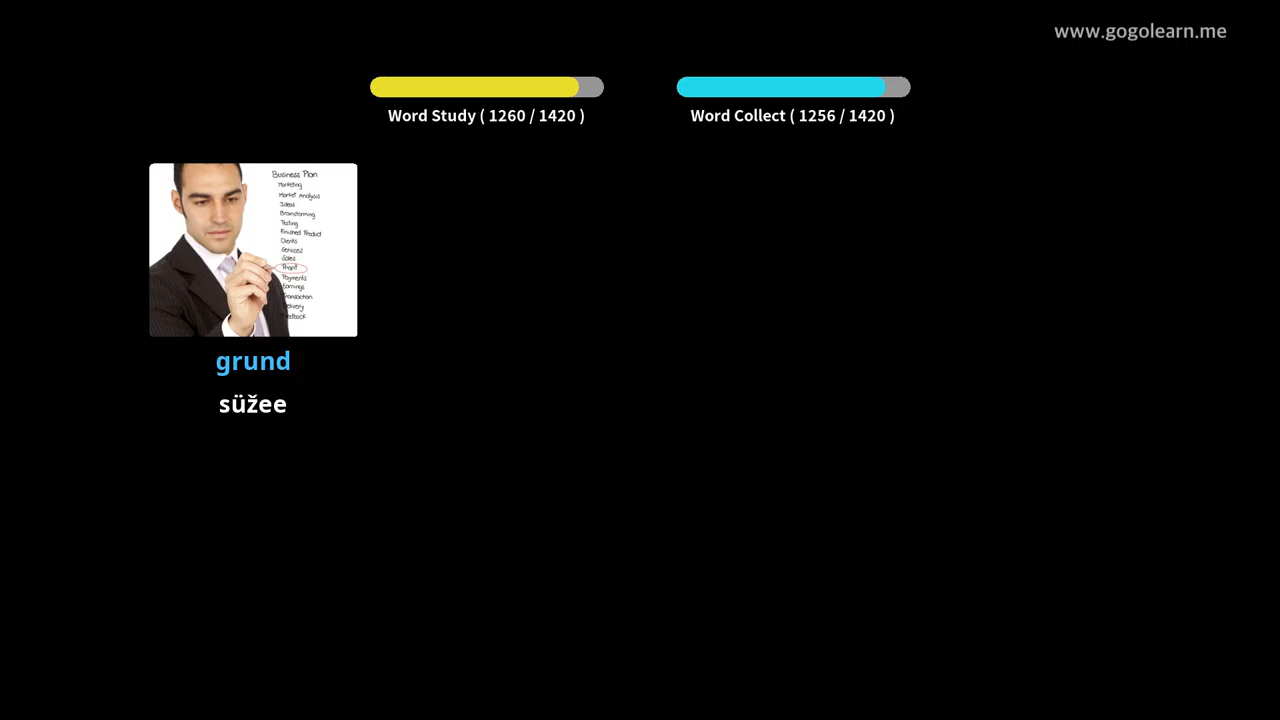 www.gogolearn.me
Word Study ( 1260 / 1420 )
Word Collect ( 1256 / 1420 )
Business Plan
Marketing
Market Analysis
Ideas
Brainstorming
Testing
Finished Product
Clients
Services
Sales
Profit
Payments
Earnings
Transaction
Delivery
Feedback
grund
süžee